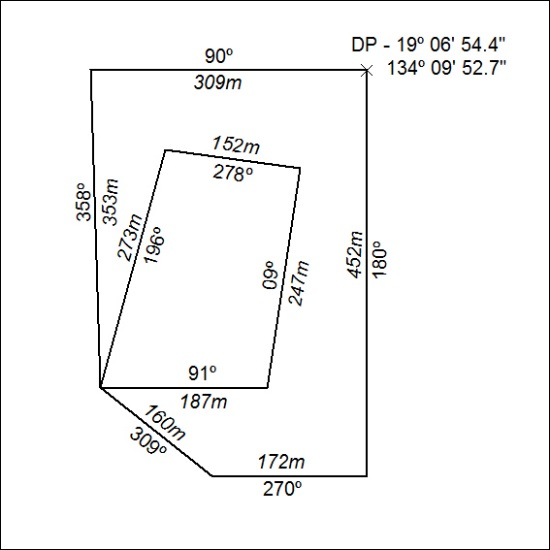 90º
DP - 19º 06' 54.4"
134º 09' 52.7"
309m
152m
278º
358º
353m
273m
196º
09º
247m
452m
180º
91º
187m
160m
309º
172m
270º